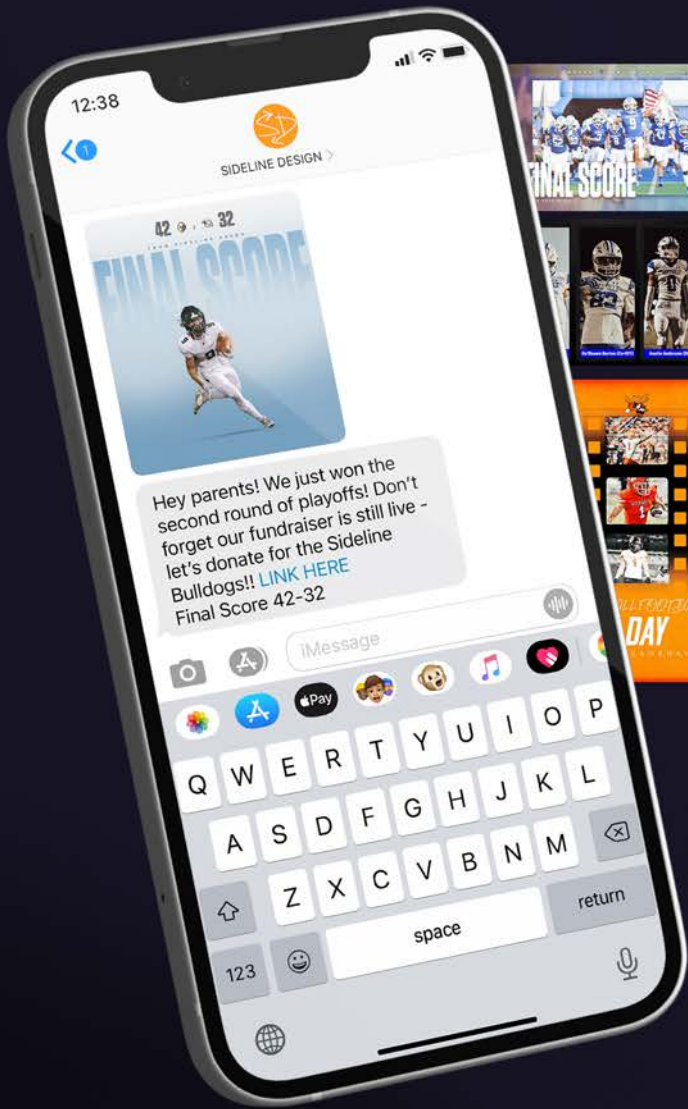 12:38
1
SD
SIDELINE DESIGN >
42 32
FINAL SCORE
Hey parents! We just won the
second round of playoffs! Don't
forget our fundraiser is still live -
let's donate for the Sideline
Bulldogs!! LINK HERE
Final Score 42-32
iMessage
Pay
Q W E R T Y U I O P
A S D F G H J K L
Z X C V B N M
123
space
return
FINAL SCORE
DAY